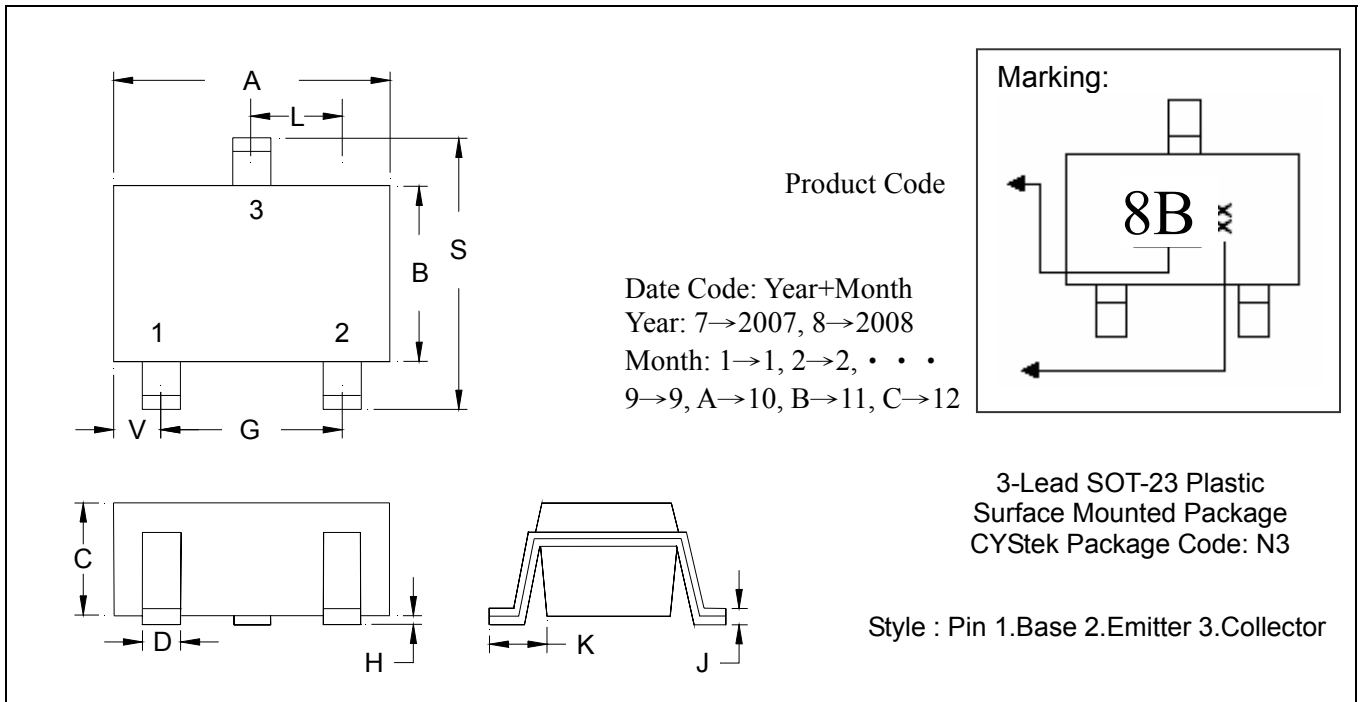 A
L
3
S
B
1
2
V
G
C
D
H
K
J
Product Code
Date Code: Year+Month
Year: 7→2007, 8→2008
Month: 1→1, 2→2, · · ·
9→9, A→10, B→11, C→12
Marking:
8B XX
3-Lead SOT-23 Plastic
Surface Mounted Package
CYStek Package Code: N3
Style : Pin 1.Base 2.Emitter 3.Collector